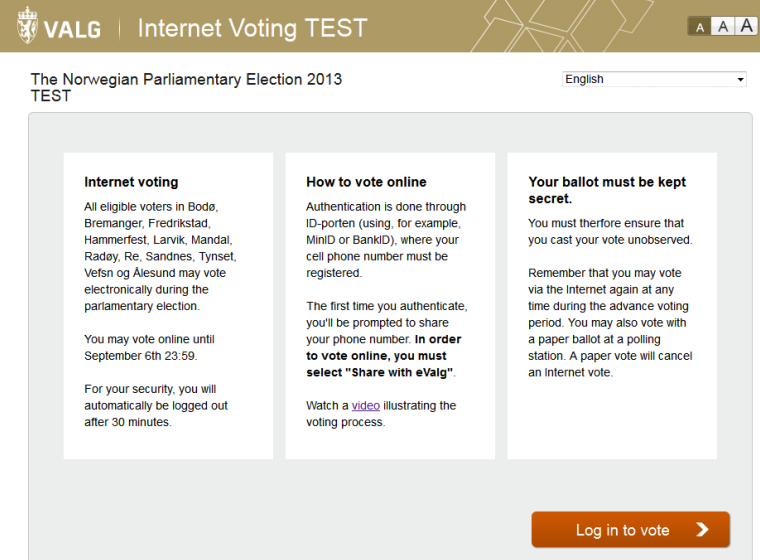 VALG
Internet Voting TEST
A A A
The Norwegian Parliamentary Election 2013
TEST
English
Internet voting
All eligible voters in Bodø,
Bremanger, Fredrikstad,
Hammerfest, Larvik, Mandal,
Radøy, Re, Sandnes, Tynset,
Vefsn og Ålesund may vote
electronically during the
parlamentary election.
You may vote online until
September 6th 23:59.
For your security, you will
automatically be logged out
after 30 minutes.
How to vote online
Authentication is done through
ID-porten (using, for example,
MinID or BankID), where your
cell phone number must be
registered.
The first time you authenticate,
you'll be prompted to share
your phone number. In order
to vote online, you must
select "Share with eValg".
Watch a video illustrating the
voting process.
Your ballot must be kept
secret.
You must therfore ensure that
you cast your vote unobserved.
Remember that you may vote
via the Internet again at any
time during the advance voting
period. You may also vote with
a paper ballot at a polling
station. A paper vote will cancel
an Internet vote.
Log in to vote